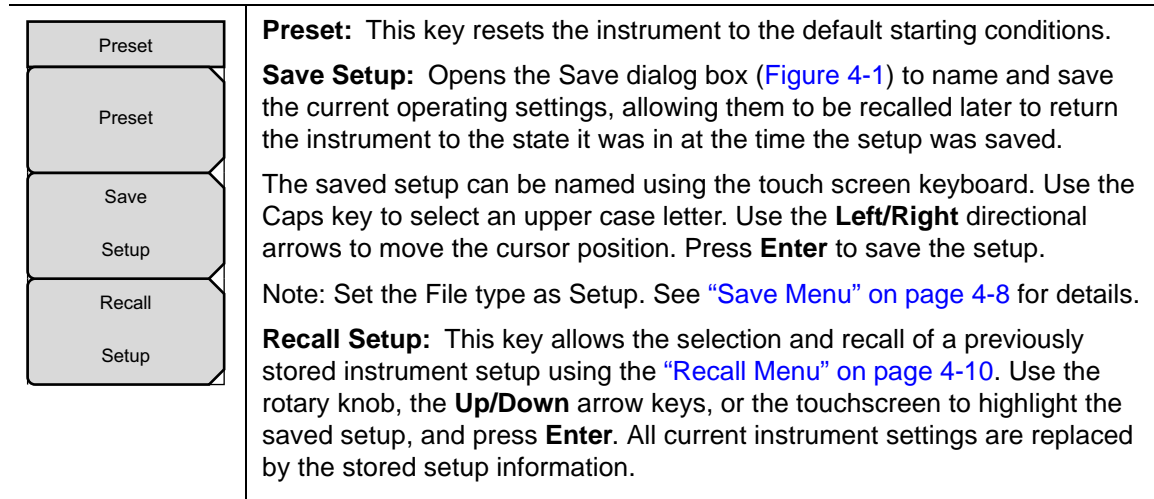 Preset
Preset
Save
Setup
Recall
Setup
Preset: This key resets the instrument to the default starting conditions.
Save Setup: Opens the Save dialog box (Figure 4-1) to name and save
the current operating settings, allowing them to be recalled later to return
the instrument to the state it was in at the time the setup was saved.
The saved setup can be named using the touch screen keyboard. Use the
Caps key to select an upper case letter. Use the Left/Right directional
arrows to move the cursor position. Press Enter to save the setup.
Note: Set the File type as Setup. See “Save Menu” on page 4-8 for details.
Recall Setup: This key allows the selection and recall of a previously
stored instrument setup using the “Recall Menu” on page 4-10. Use the
rotary knob, the Up/Down arrow keys, or the touchscreen to highlight the
saved setup, and press Enter. All current instrument settings are replaced
by the stored setup information.